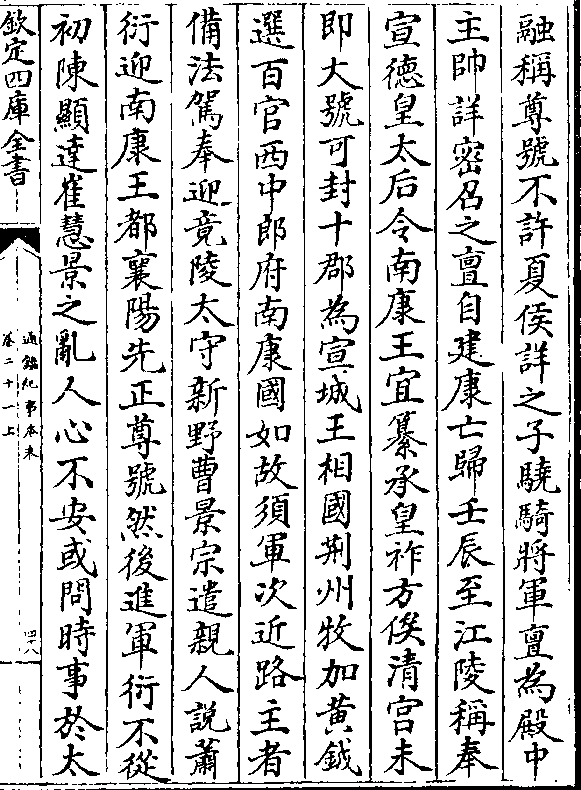 融稱尊號不許夏侯詳之子驍騎將軍亶為殿中
主帥詳密召之亶自建康亡歸壬辰至江陵稱奉
宣德皇太后令南康王宜纂承皇祚方俟清宮未
即大號可封十郡為宣城王相國荆州牧加黄鉞
選百官西中郎府南康國如故須軍次近路主者
備法駕奉迎竟陵太守新野曹景宗遣親人說蕭
衍迎南康王都襄陽先正尊號然後進軍衍不從
初陳顯達崔慧景之亂人心不安或問時事於太
欽定四庫全書
通鑑紀事本末
卷二十一上
四八